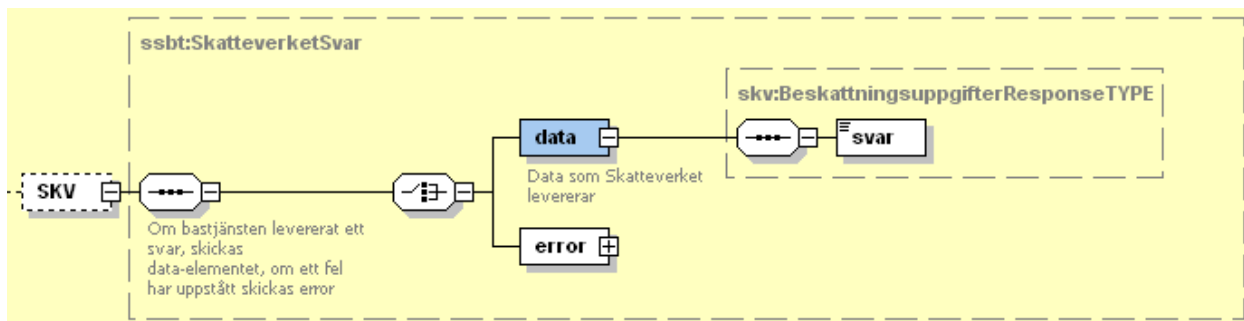 ssbt:SkatteverketSvar
skv:BeskattningsuppgifterResponseTYPE
data
svar
Data som Skatteverket
levererar
SKV
Om bastjänsten levererat ett
svar, skickas
data-elementet, om ett fel
har uppstått skickas error
error